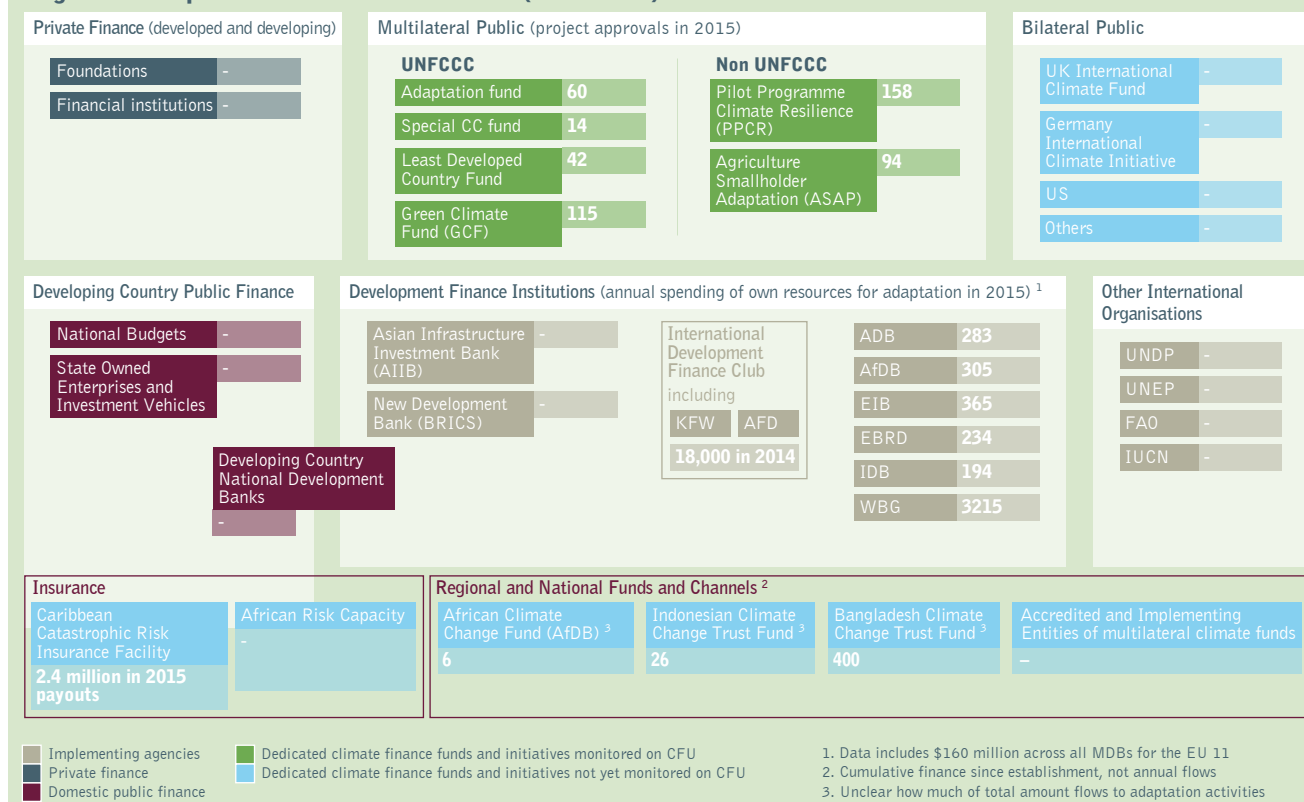 Private Finance (developed and developing)
Foundations -
Financial institutions -
Multilateral Public (project approvals in 2015)
UNFCCC
Adaptation fund 60
Special CC fund 14
Least Developed 42
Country Fund
Green Climate 115
Fund (GCF)
Non UNFCCC
Pilot Programme 158
Climate Resilience
(PPCR)
Agriculture 94
Smallholder
Adaptation (ASAP)
Bilateral Public
UK International -
Climate Fund
Germany -
International
Climate Initiative
US -
Others -
Developing Country Public Finance
National Budgets -
State Owned -
Enterprises and
Investment Vehicles
Developing Country
National Development
Banks
-
Development Finance Institutions (annual spending of own resources for adaptation in 2015) 1
Asian Infrastructure -
Investment Bank
(AIIB)
New Development -
Bank (BRICS)
International
Development
Finance Club
including
KFW AFD
18,000 in 2014
ADB 283
AfDB 305
EIB 365
EBRD 234
IDB 194
WBG 3215
Other International
Organisations
UNDP -
UNEP -
FAO -
IUCN -
Insurance
Caribbean
Catastrophic Risk
Insurance Facility
2.4 million in 2015
payouts
African Risk Capacity
-
Regional and National Funds and Channels 2
African Climate
Change Fund (AfDB) 3
6
Indonesian Climate
Change Trust Fund 3
26
Bangladesh Climate
Change Trust Fund 3
400
Accredited and Implementing
Entities of multilateral climate funds
–
Implementing agencies
Private finance
Domestic public finance
Dedicated climate finance funds and initiatives monitored on CFU
Dedicated climate finance funds and initiatives not yet monitored on CFU
1. Data includes $160 million across all MDBs for the EU 11
2. Cumulative finance since establishment, not annual flows
3. Unclear how much of total amount flows to adaptation activities